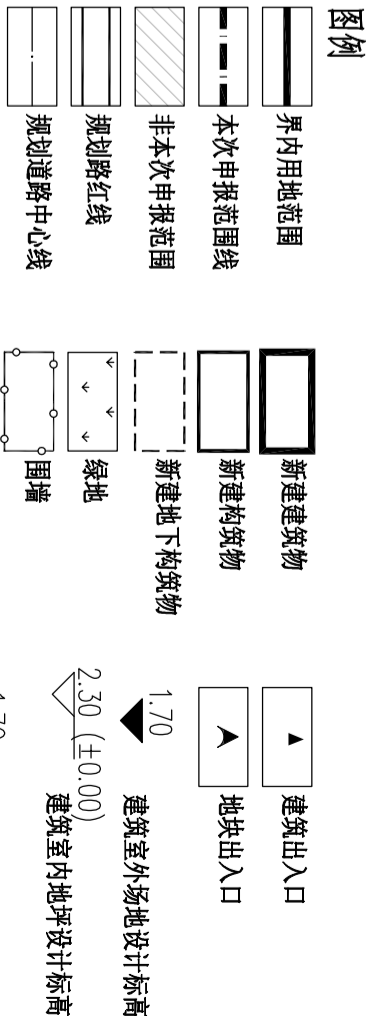 图例
界内用地范围
本次申报范围线
非本次申报范围
规划路红线
规划道路中心线
新建建筑物
新建构筑物
新建地下构筑物
绿地
围墙
建筑出入口
地块出入口
1.70
建筑室外场地设计标高
2.30 (±0.00)
建筑室内地坪设计标高